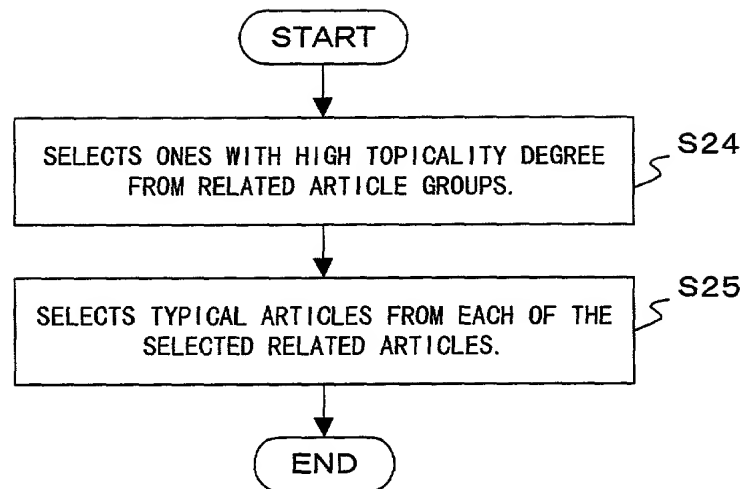 START
SELECTS ONES WITH HIGH TOPICALITY DEGREE
FROM RELATED ARTICLE GROUPS.
S24
SELECTS TYPICAL ARTICLES FROM EACH OF THE
SELECTED RELATED ARTICLES.
S25
END